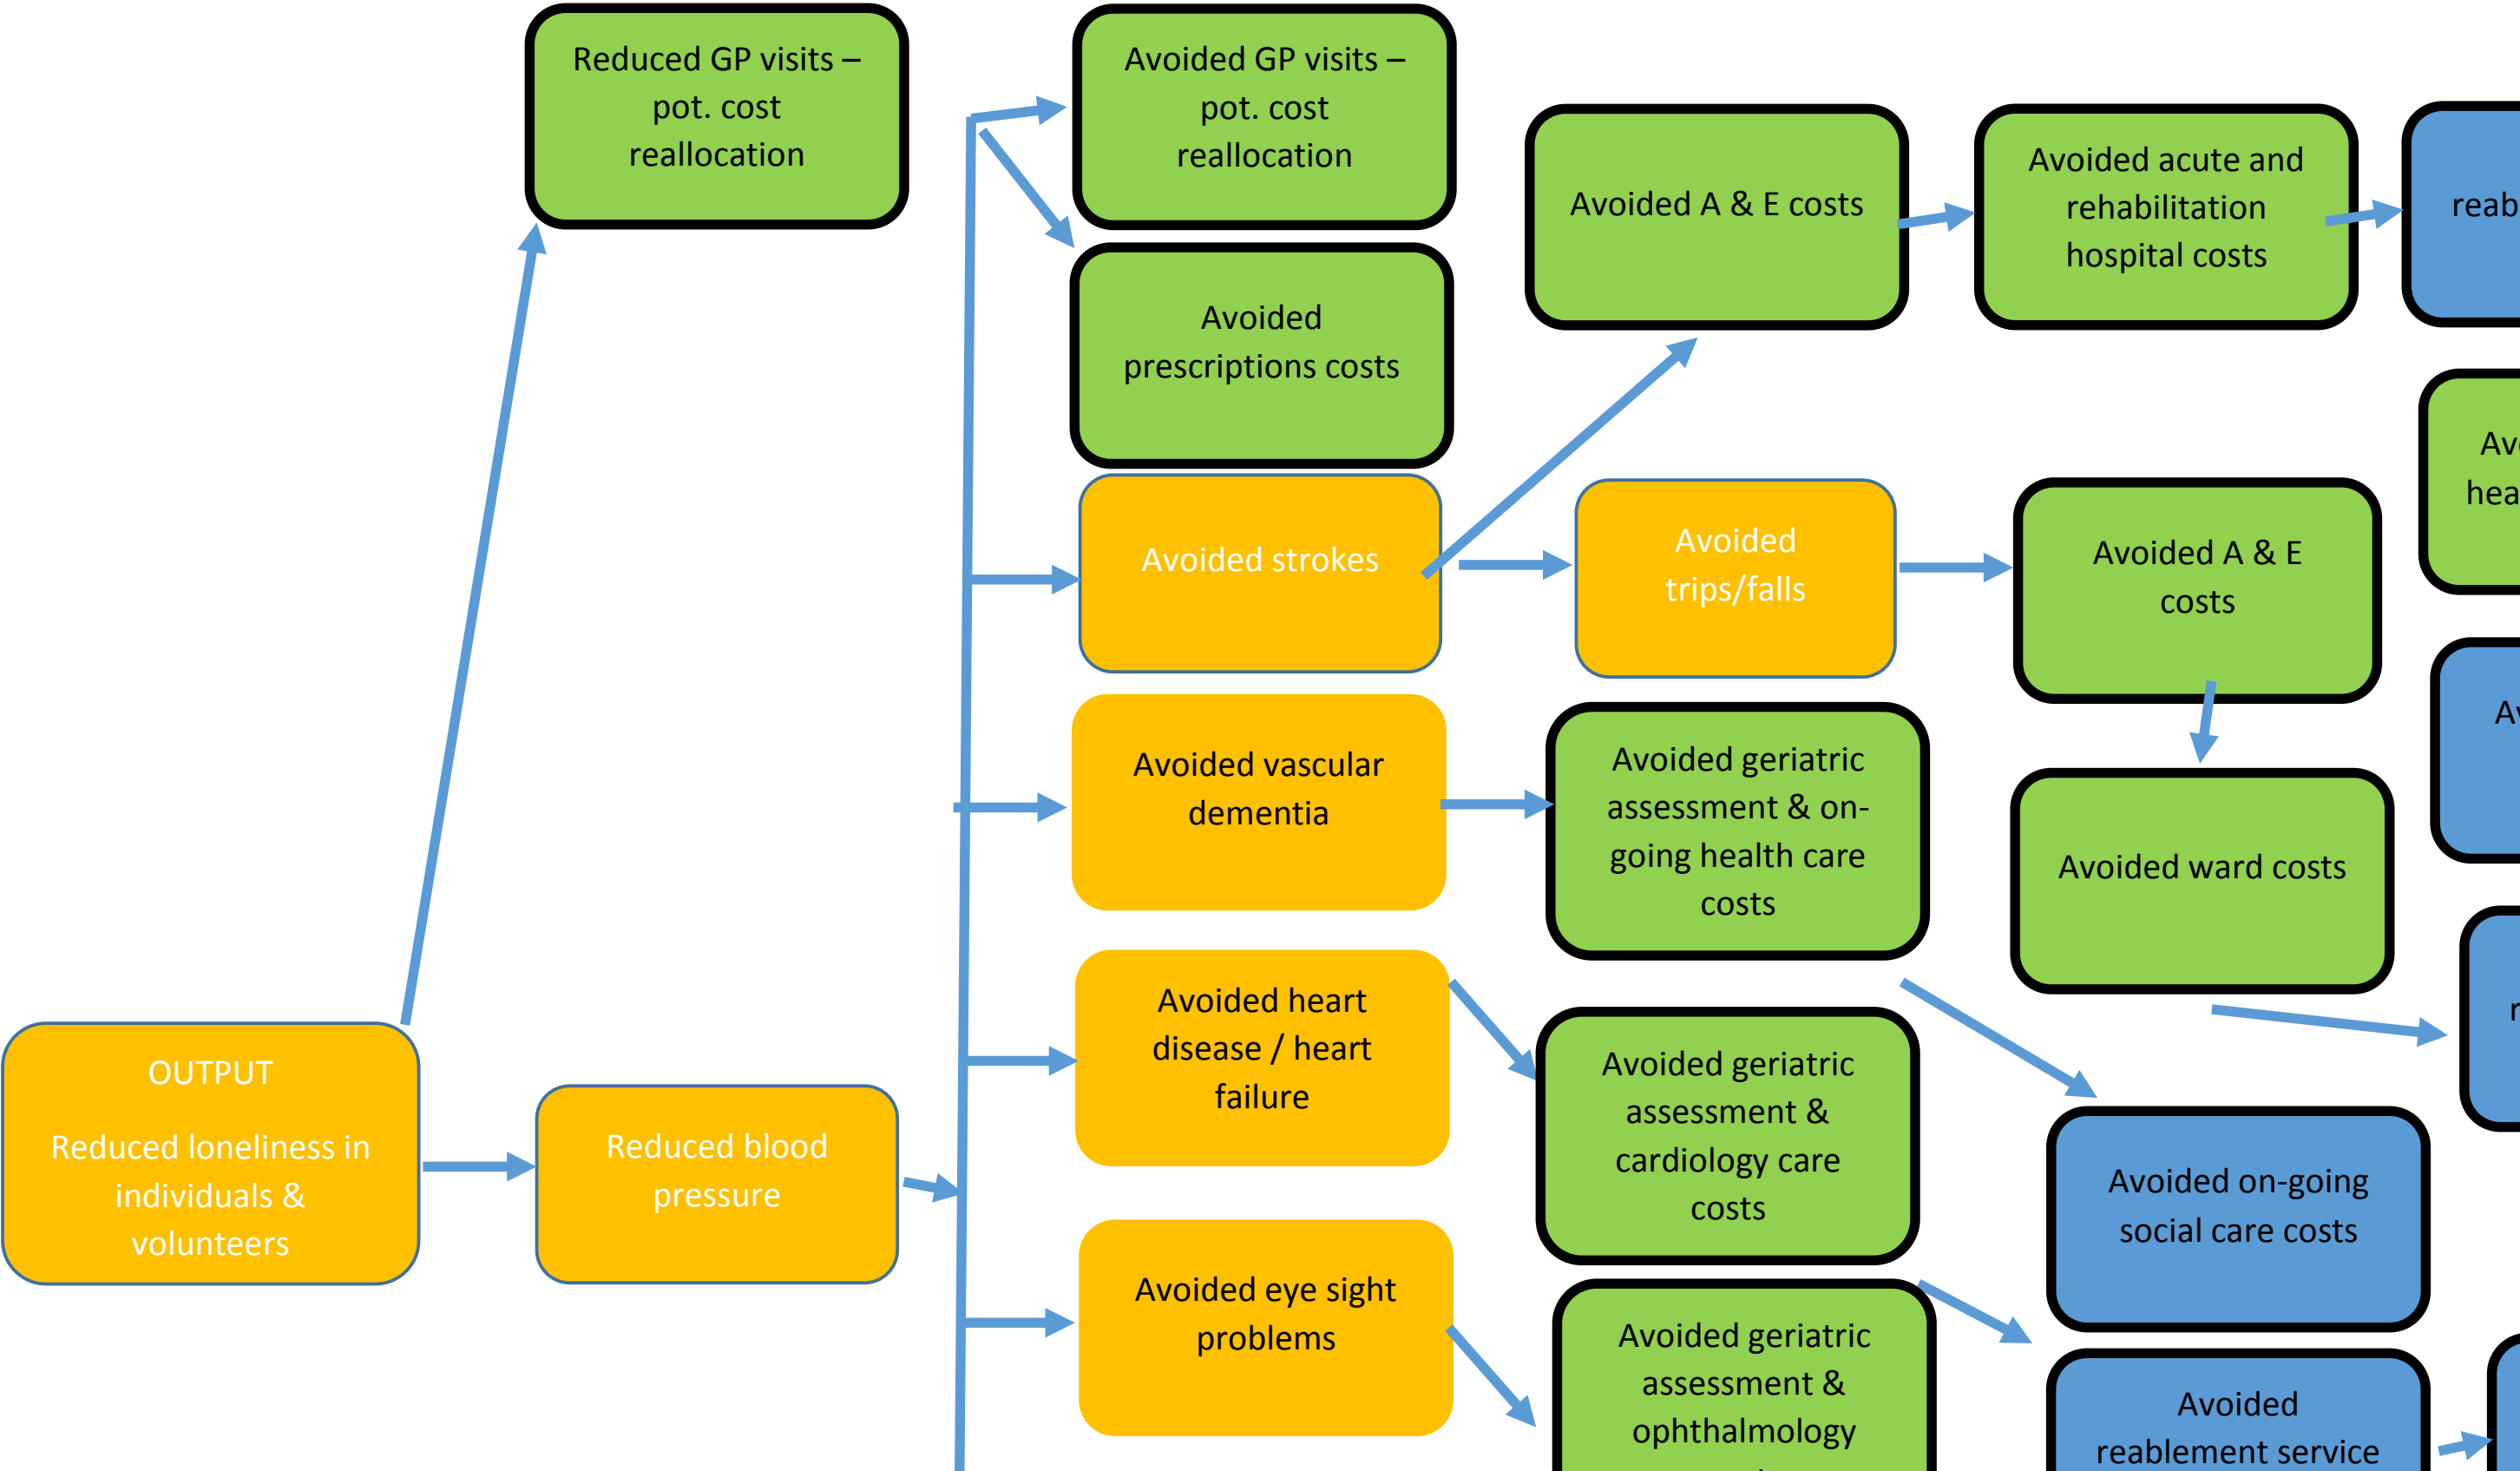 Reduced GP visits –
pot. cost
reallocation
Avoided GP visits –
pot. cost
reallocation
Avoided
prescriptions costs
Avoided A & E costs
Avoided acute and
rehabilitation
hospital costs
Avoided strokes
Avoided
trips/falls
Avoided A & E
costs
Avoided vascular
dementia
Avoided geriatric
assessment & on-
going health care
costs
Avoided ward costs
Avoided heart
disease / heart
failure
Avoided geriatric
assessment &
cardiology care
costs
OUTPUT
Reduced loneliness in
individuals &
volunteers
Reduced blood
pressure
Avoided on-going
social care costs
Avoided eye sight
problems
Avoided geriatric
assessment &
ophthalmology
Avoided
reablement service